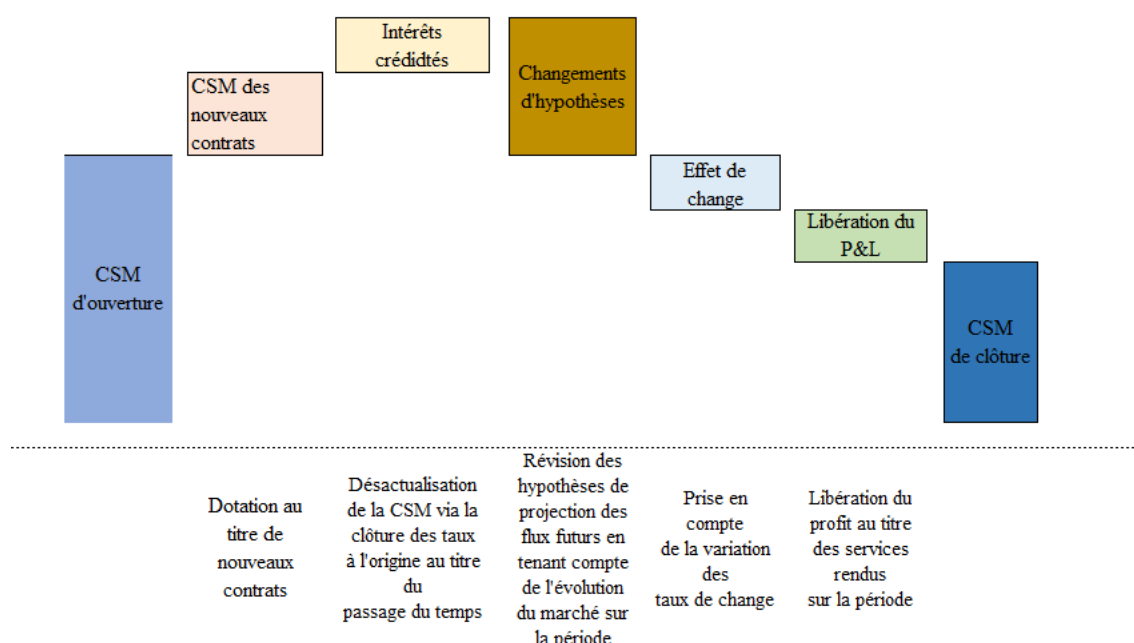 Intérêts
crédidtés
CSM des
nouveaux
contrats
Changements
d'hypothèses
Effet de
change
Libération du
P&L
CSM
d'ouverture
CSM
de clôture
Dotation au
titre de
nouveaux
contrats
Désactualisation
de la CSM via la
clôture des taux
à l'origine au titre
du
passage du temps
Révision des
hypothèses de
projection des
flux futurs en
tenant compte
de l'évolution
du marché sur
la période
Prise en
compte
de la variation
des
taux de change
Libération du
profit au titre
des services
rendus
sur la période